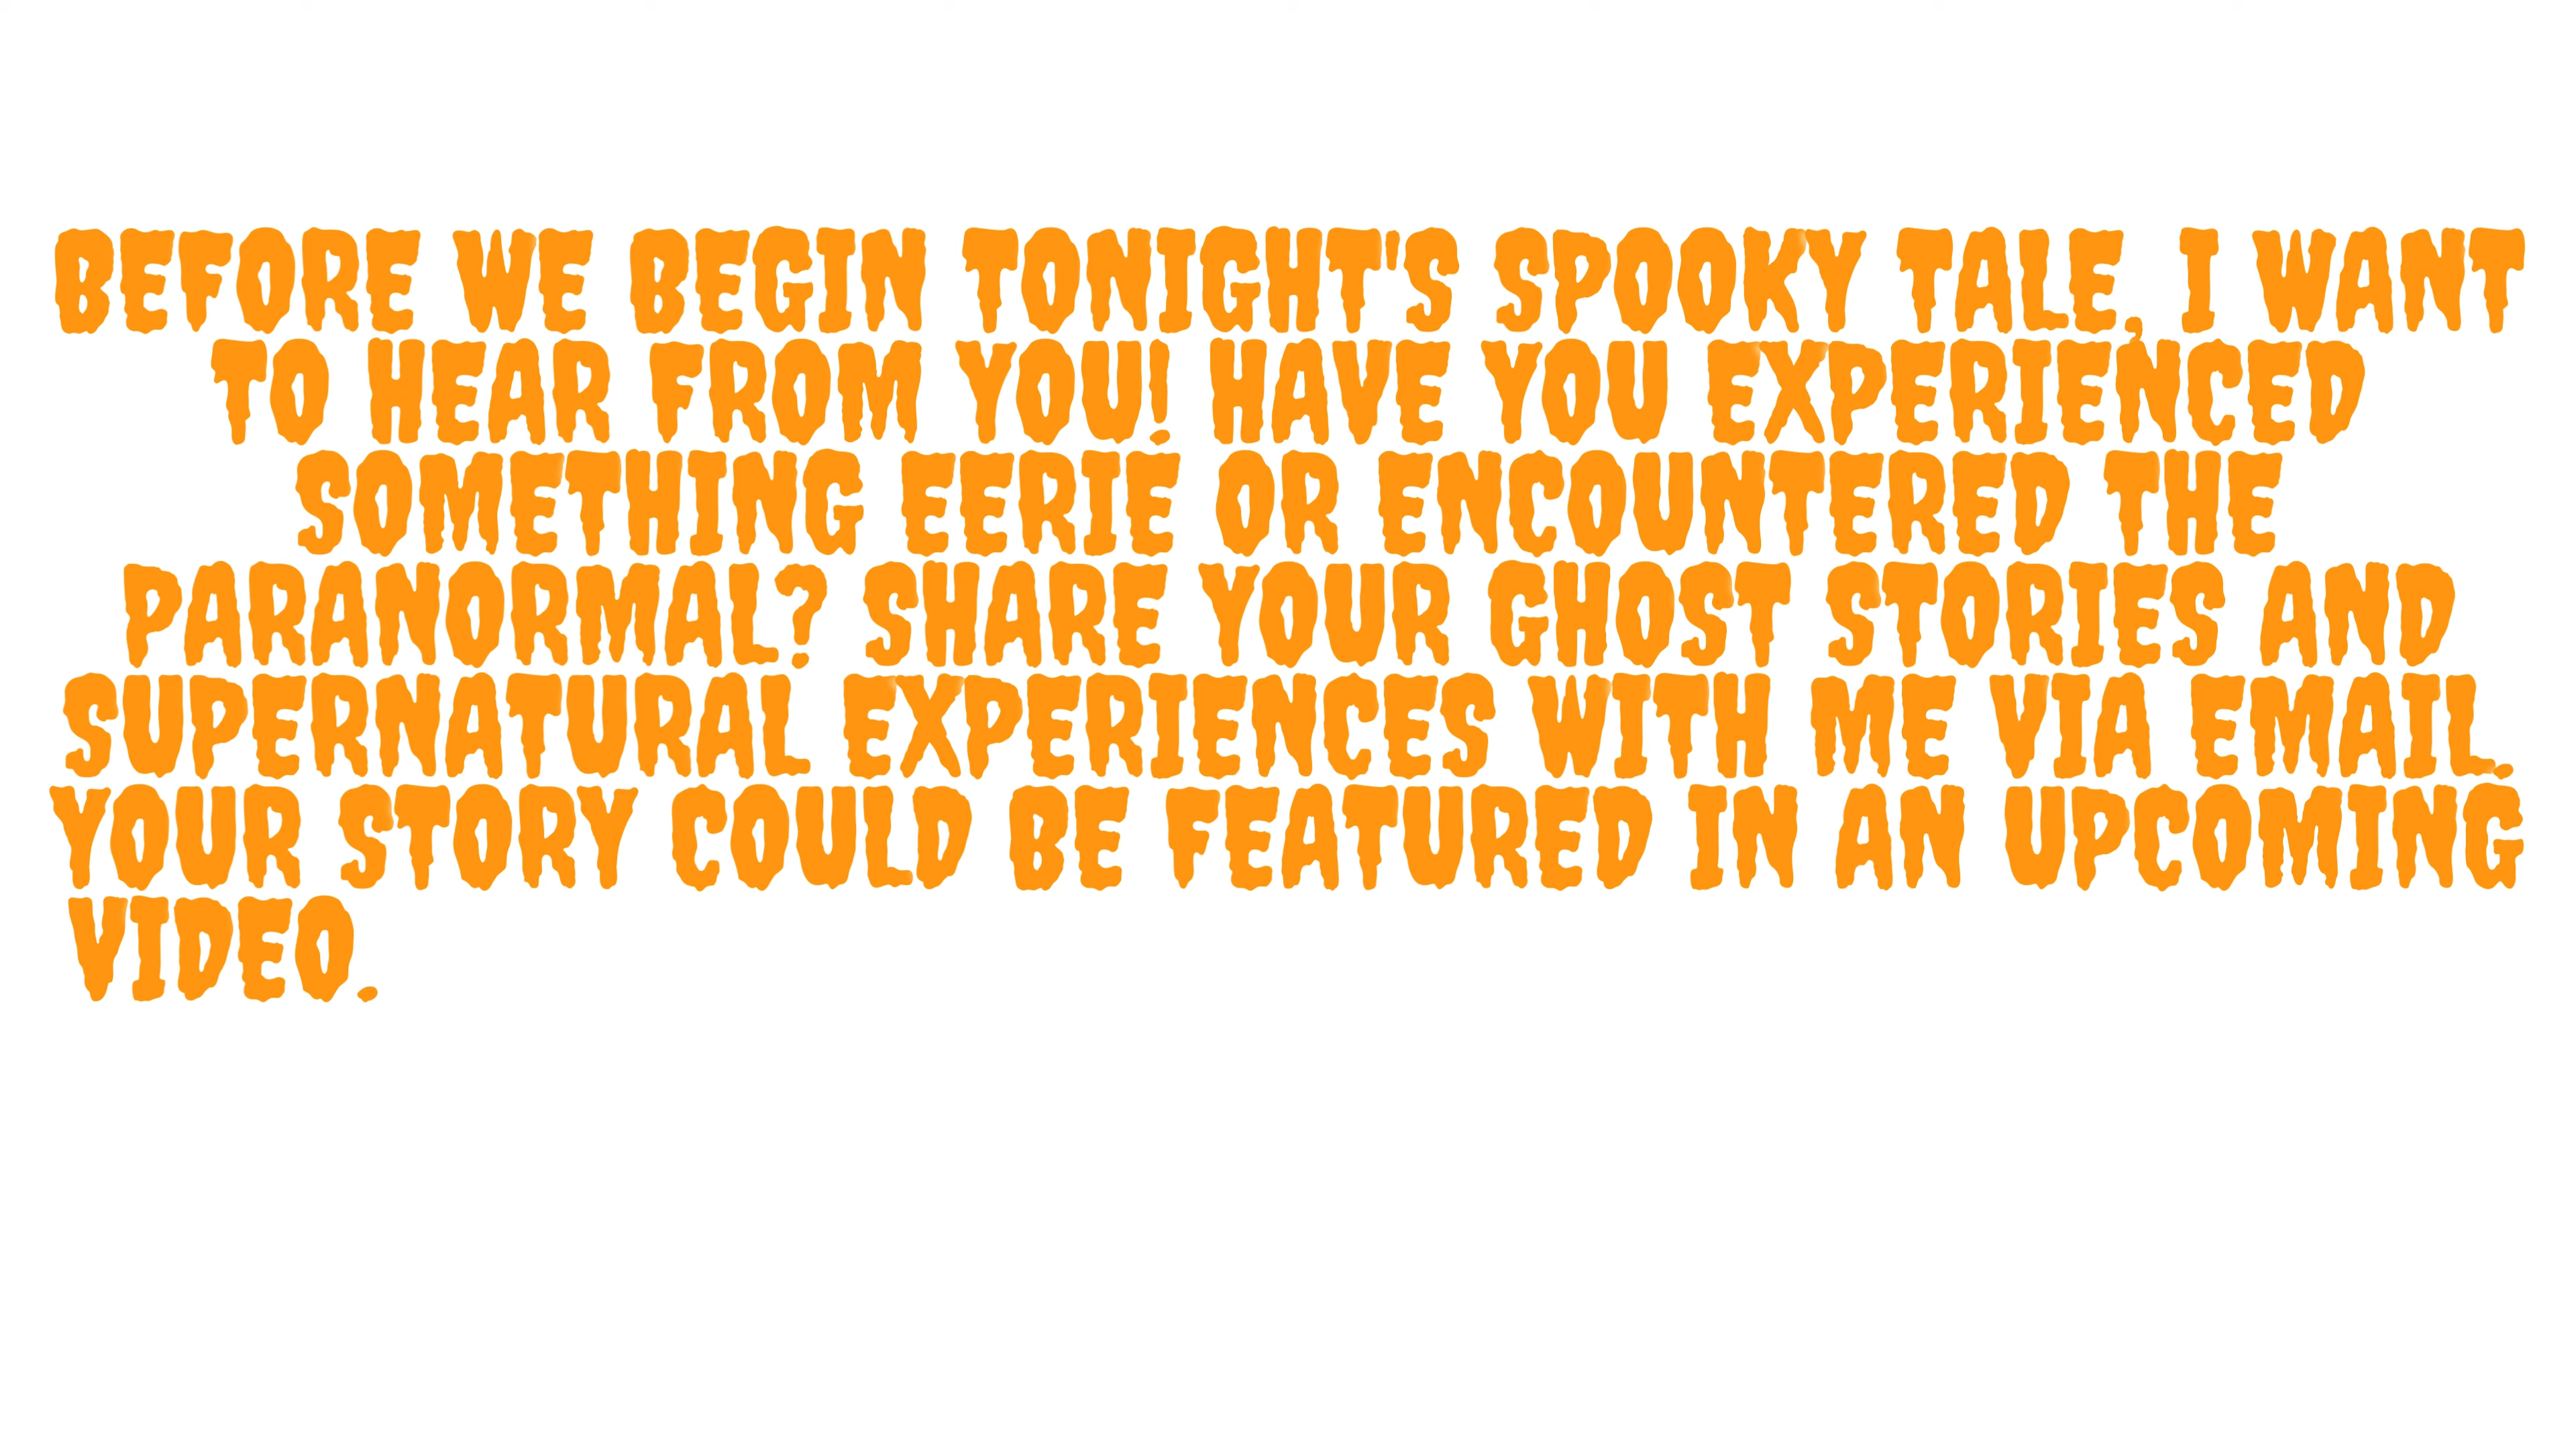 BEFORE WE BEGIN TONIGHT'S SPOOKY TALE, I WANT
TO HEAR FROM YOU! HAVE YOU EXPERIENCED
SOMETHING EERIE OR ENCOUNTERED THE
PARANORMAL? SHARE YOUR GHOST STORIES AND
SUPERNATURAL EXPERIENCES WITH ME VIA EMAIL.
YOUR STORY COULD BE FEATURED IN AN UPCOMING
VIDEO.